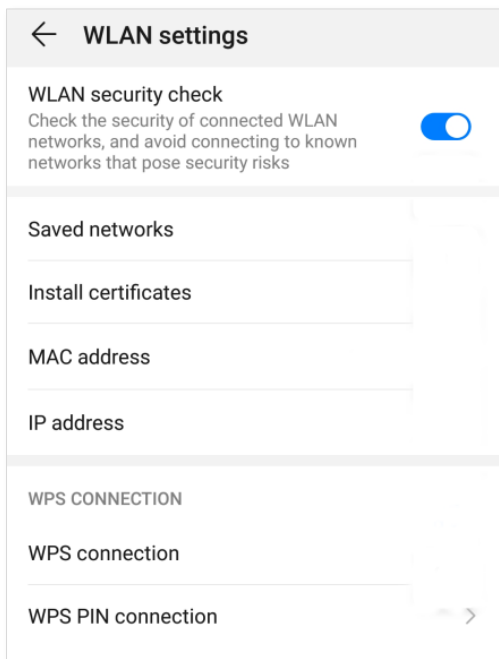 WLAN settings
WLAN security check
Check the security of connected WLAN
networks, and avoid connecting to known
networks that pose security risks
Saved networks
Install certificates
MAC address
IP address
WPS CONNECTION
WPS connection
WPS PIN connection